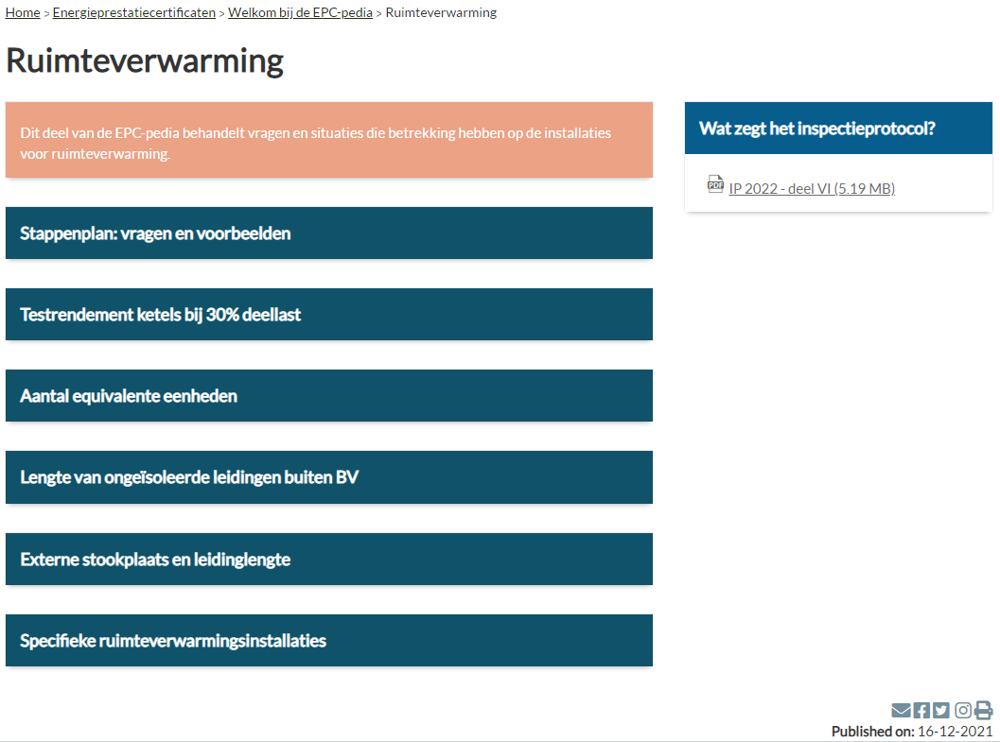 Home > Energieprestatiecertificaten > Welkom bij de EPC-pedia > Ruimteverwarming
Ruimteverwarming
Dit deel van de EPC-pedia behandelt vragen en situaties die betrekking hebben op de installaties
voor ruimteverwarming.
Stappenplan: vragen en voorbeelden
Testrendement ketels bij 30% deellast
Aantal equivalente eenheden
Lengte van ongeïsoleerde leidingen buiten BV
Externe stookplaats en leidinglengte
Specifieke ruimteverwarmingsinstallaties
Wat zegt het inspectieprotocol?
PDF IP 2022 - deel VI (5.19 MB)
Published on: 16-12-2021